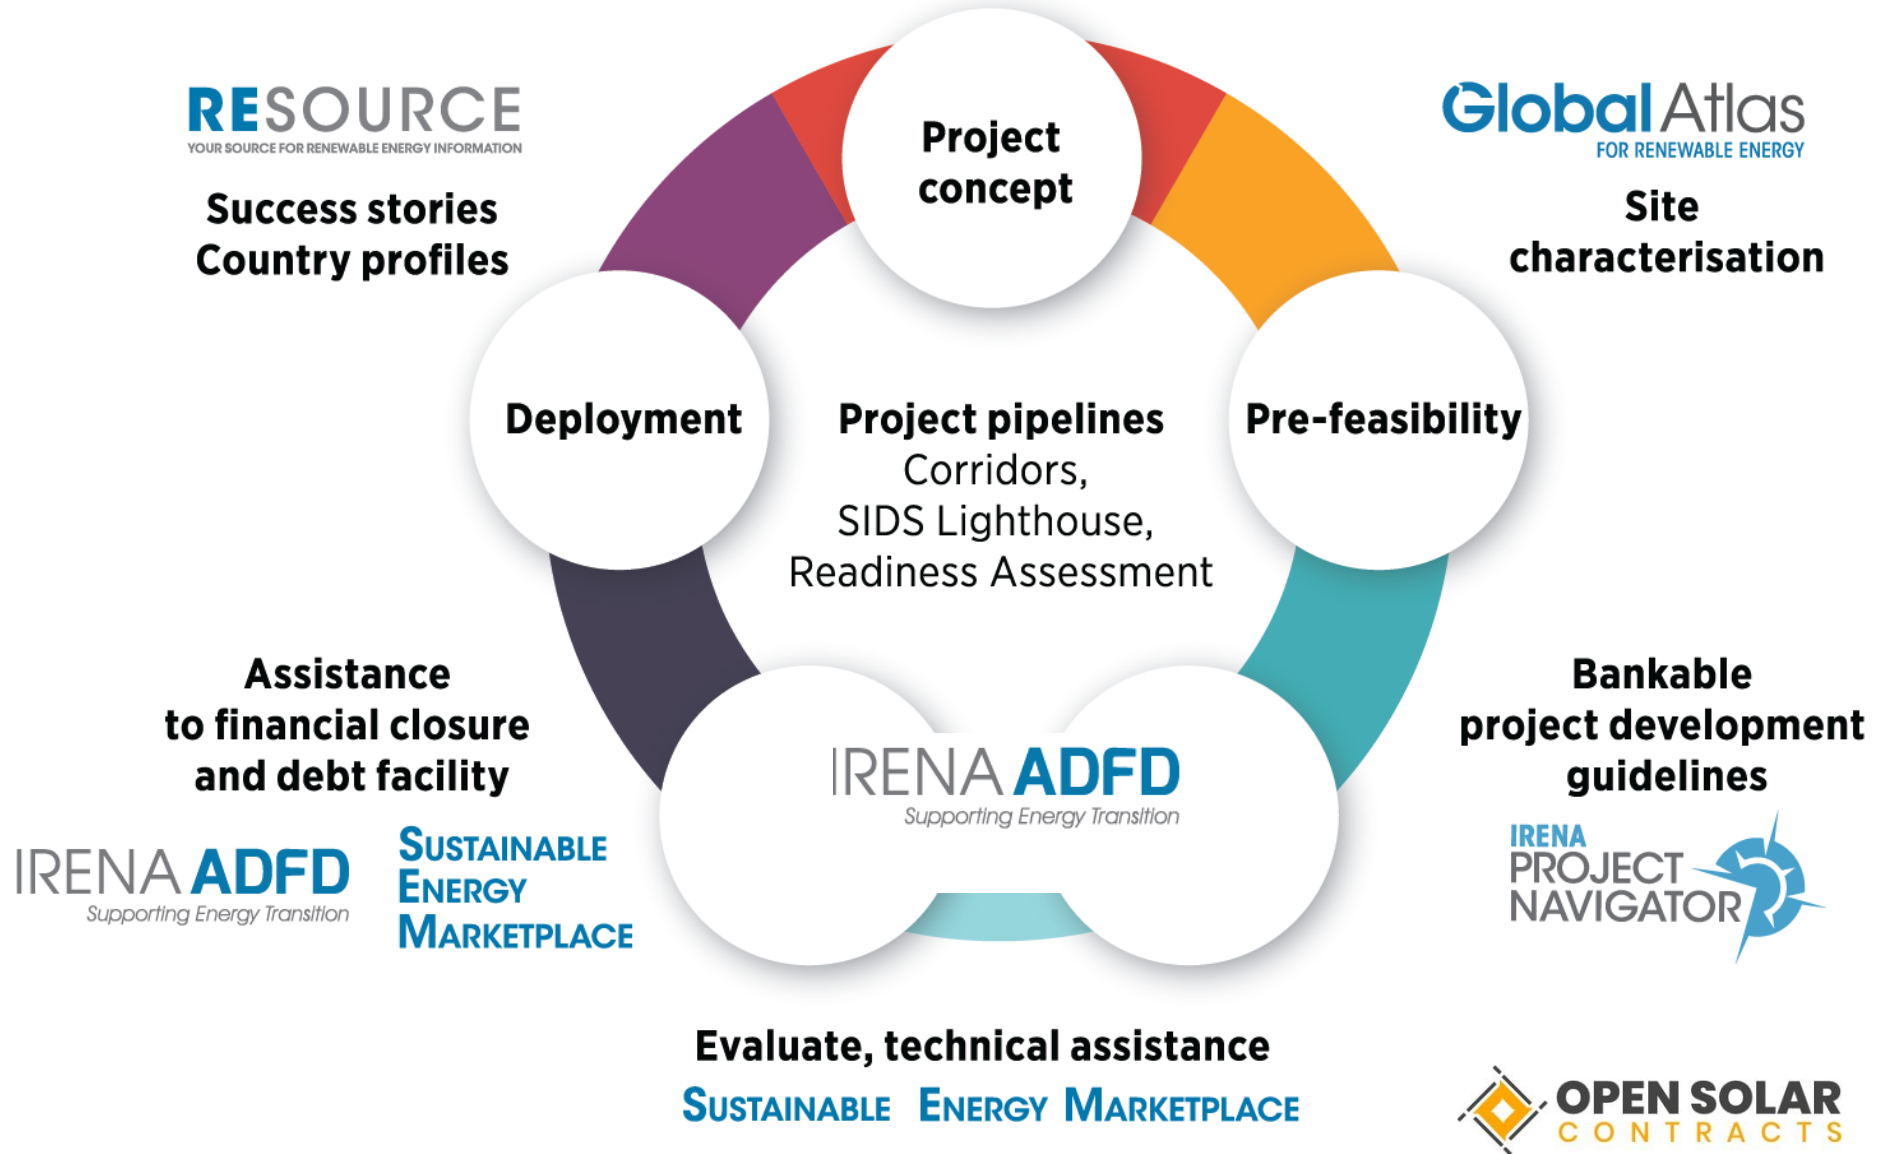 RESOURCE
YOUR SOURCE FOR RENEWABLE ENERGY INFORMATION
Success stories
Country profiles
Project
concept
Global Atlas
FOR RENEWABLE ENERGY
Site
characterisation
Deployment
Project pipelines
Corridors,
SIDS Lighthouse,
Readiness Assessment
Pre-feasibility
Assistance
to financial closure
and debt facility
IRENA ADFD
Supporting Energy Transition
SUSTAINABLE
ENERGY
MARKETPLACE
IRENA ADFD
Supporting Energy Transition
Bankable
project development
guidelines
IRENA
PROJECT
NAVIGATOR
Evaluate, technical assistance
SUSTAINABLE ENERGY MARKETPLACE
OPEN SOLAR
CONTRACTS